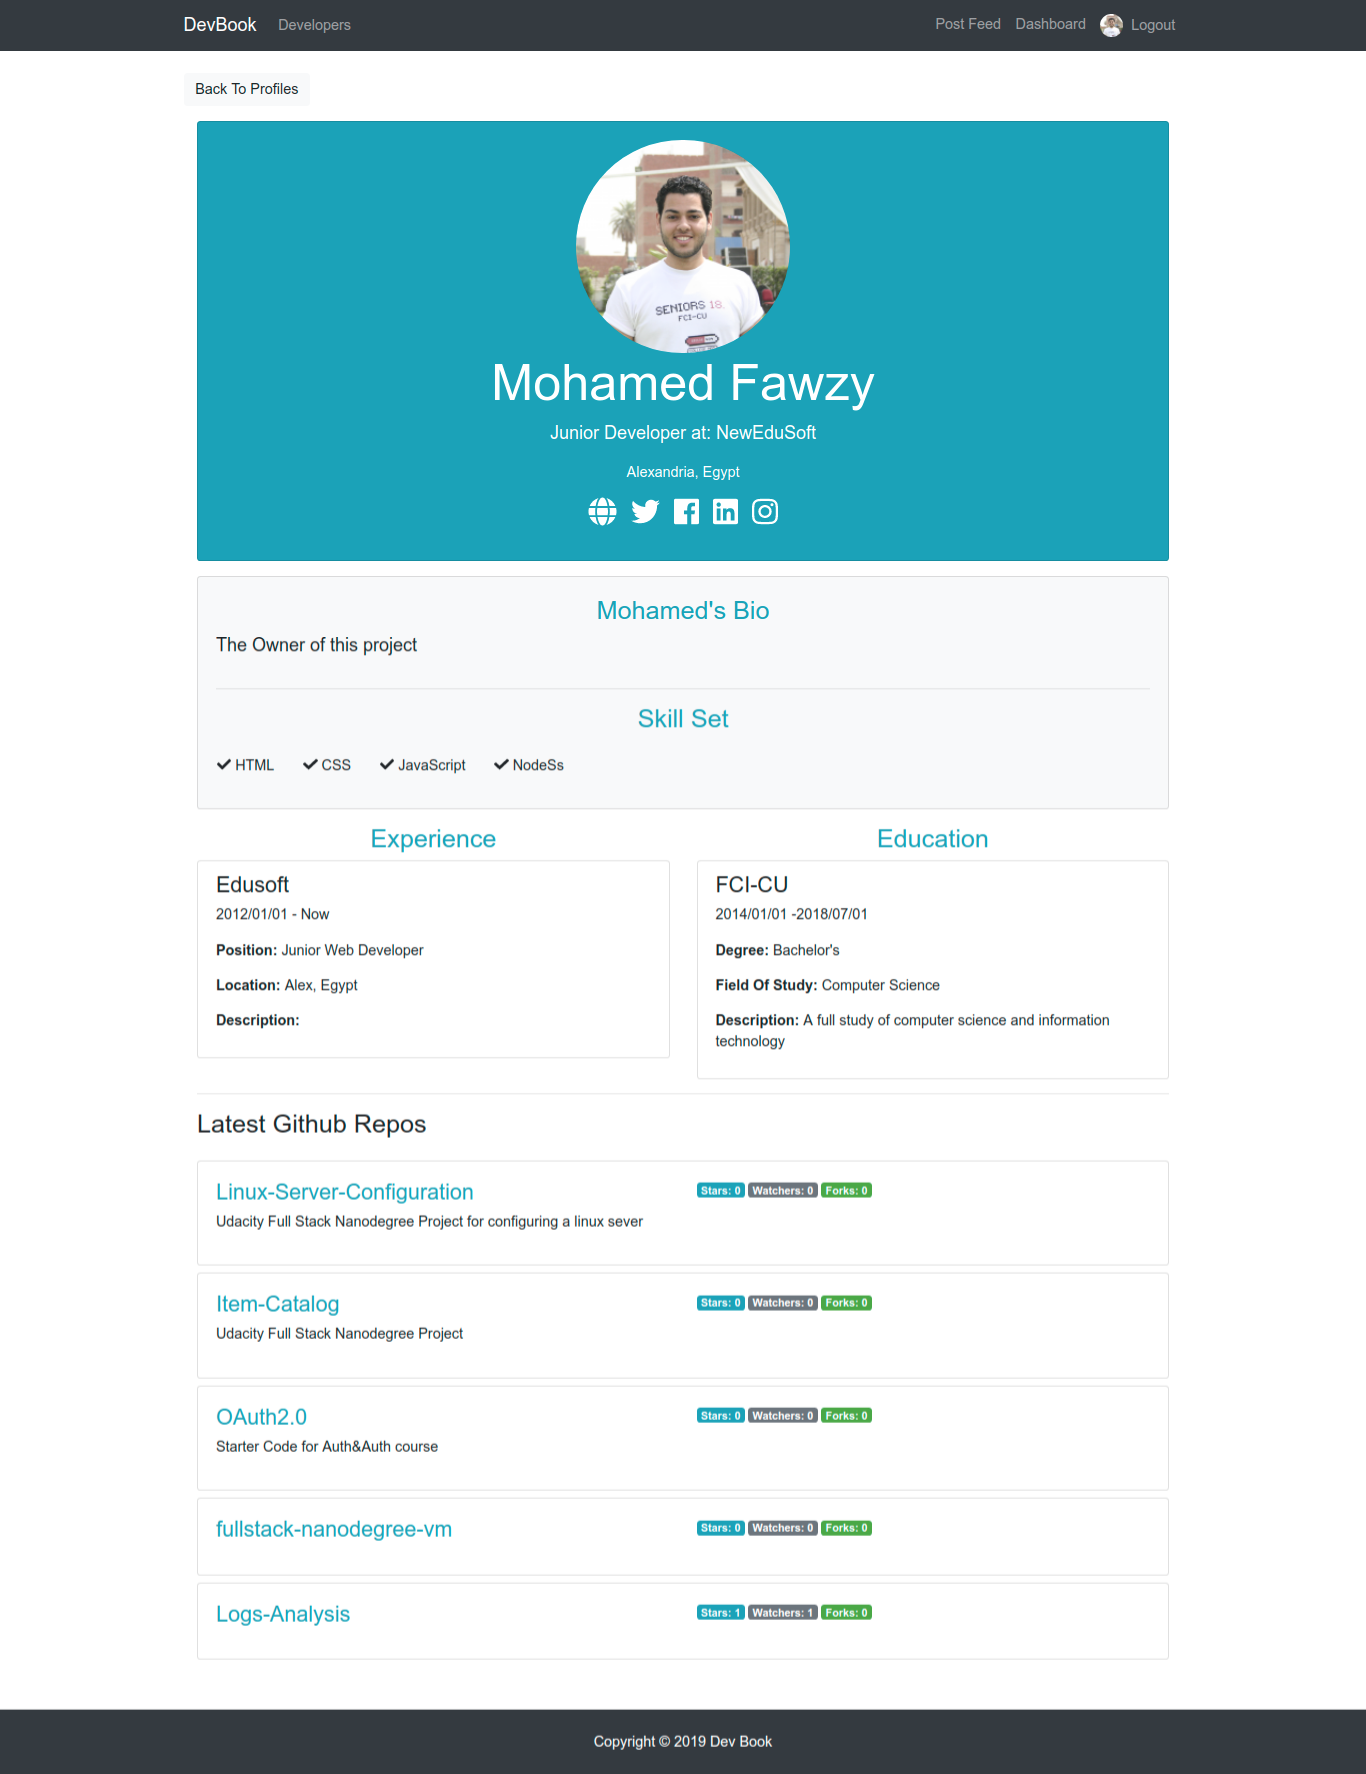 DevBook Developers Post Feed Dashboard Logout
Back To Profiles
SENIORS 18.
FCI-CU
Mohamed Fawzy
Junior Developer at: NewEduSoft
Alexandria, Egypt
Mohamed's Bio
The Owner of this project
Skill Set
HTML CSS JavaScript NodeSs
Experience
Edusoft
2012/01/01 - Now
Position: Junior Web Developer
Location: Alex, Egypt
Description:
Education
FCI-CU
2014/01/01 -2018/07/01
Degree: Bachelor's
Field Of Study: Computer Science
Description: A full study of computer science and information
technology
Latest Github Repos
Linux-Server-Configuration
Stars: 0 Watchers: 0 Forks: 0
Udacity Full Stack Nanodegree Project for configuring a linux sever
Item-Catalog
Stars: 0 Watchers: 0 Forks: 0
Udacity Full Stack Nanodegree Project
OAuth2.0
Stars: 0 Watchers: 0 Forks: 0
Starter Code for Auth&Auth course
fullstack-nanodegree-vm
Stars: 0 Watchers: 0 Forks: 0
Logs-Analysis
Stars: 1 Watchers: 1 Forks: 0
Copyright © 2019 Dev Book